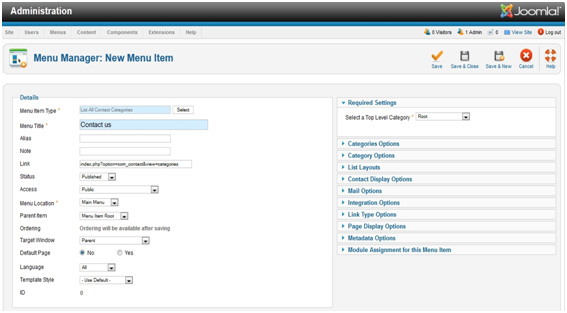 Administration
Joomla!
Site Users Menus Content Components Extensions Help
0 Visitors 1 Admin 0 View Site Log out
Menu Manager: New Menu Item
Save Save & Close Save & New Cancel Help
Details
Menu Item Type * List All Contact Categories Select
Menu Title * Contact us
Alias
Note
Link index.php?option=com_contact&view=categories
Status Published
Access Public
Menu Location * Main Menu
Parent Item Menu Item Root
Ordering Ordering will be available after saving
Target Window Parent
Default Page No Yes
Language All
Template Style - Use Default -
ID 0
Required Settings
Select a Top Level Category * Root
Categories Options
Category Options
List Layouts
Contact Display Options
Mail Options
Integration Options
Link Type Options
Page Display Options
Metadata Options
Module Assignment for this Menu Item